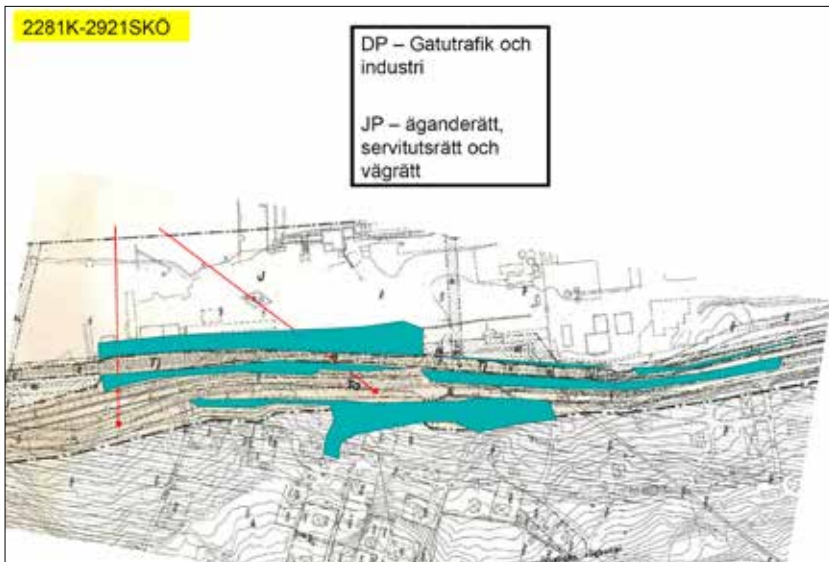 2281K-2921SKÖ
DP – Gatutrafik och
industri
JP – äganderätt,
servitutsrätt och
vägrätt
J